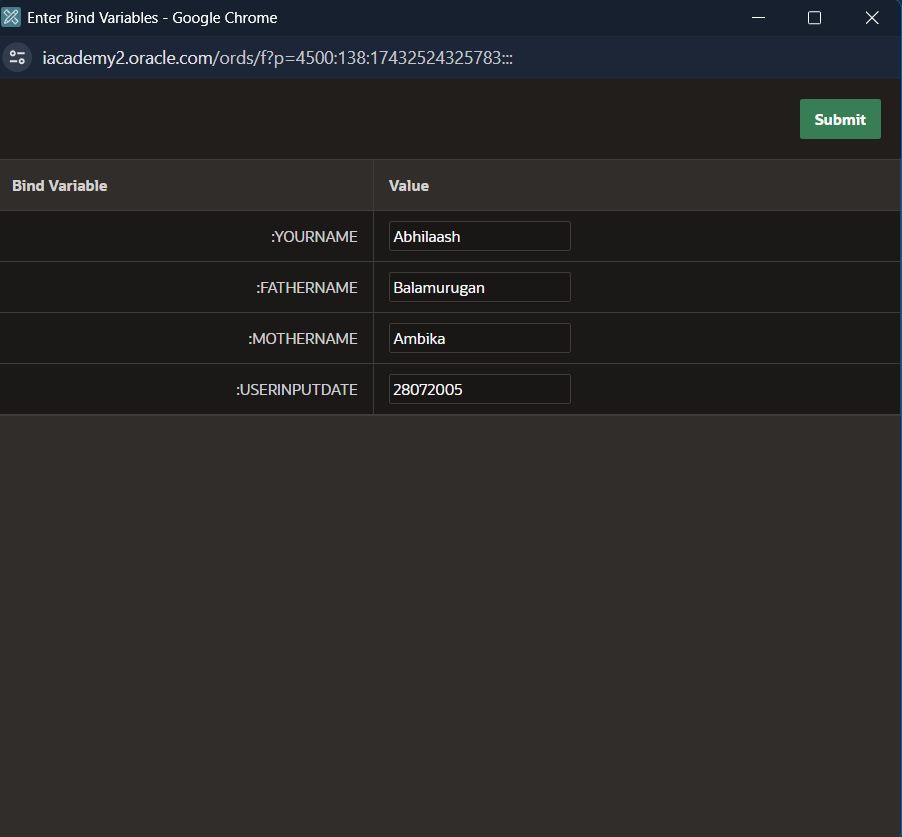 Enter Bind Variables - Google Chrome
iacademy2.oracle.com/ords/f?p=4500:138:17432524325783:::
Submit
Bind Variable Value
:YOURNAME Abhilaash
:FATHERNAME Balamurugan
:MOTHERNAME Ambika
:USERINPUTDATE 28072005